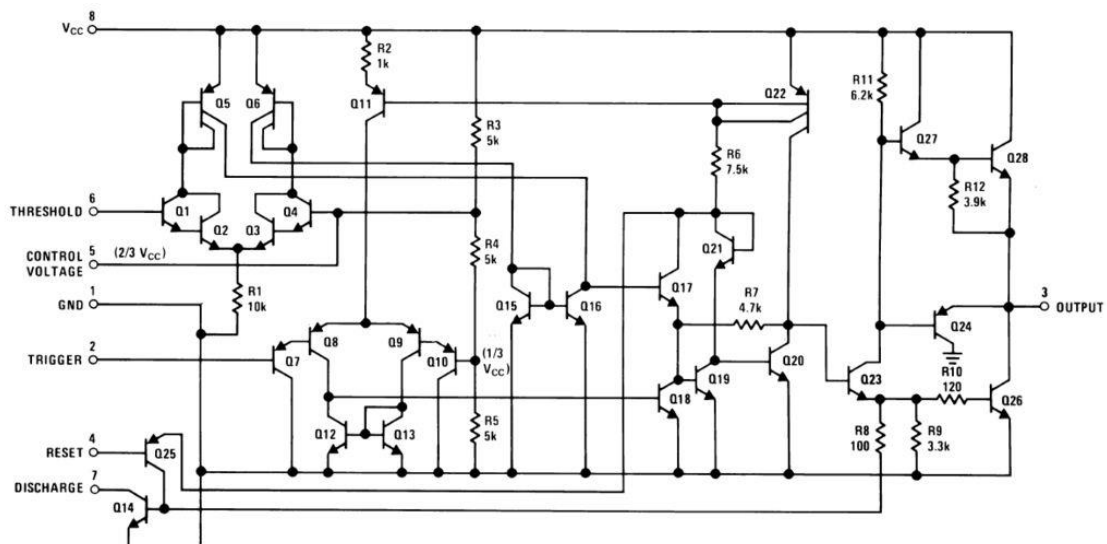 8
VCC
R2
1k
R11
6.2k
Q5
Q6
Q11
Q22
R3
5k
Q27
Q28
R6
7.5k
R12
3.9k
6
THRESHOLD
Q1
Q2
Q3
Q4
5
CONTROL VOLTAGE
(2/3 VCC)
R4
5k
Q21
1
GND
R1
10k
Q15
Q16
Q17
R7
4.7k
3
OUTPUT
Q24
2
TRIGGER
Q7
Q8
Q9
Q10
(1/3 VCC)
Q18
Q19
Q20
Q23
R10
120
Q26
Q12
Q13
R5
5k
R8
100
R9
3.3k
4
RESET
Q25
7
DISCHARGE
Q14